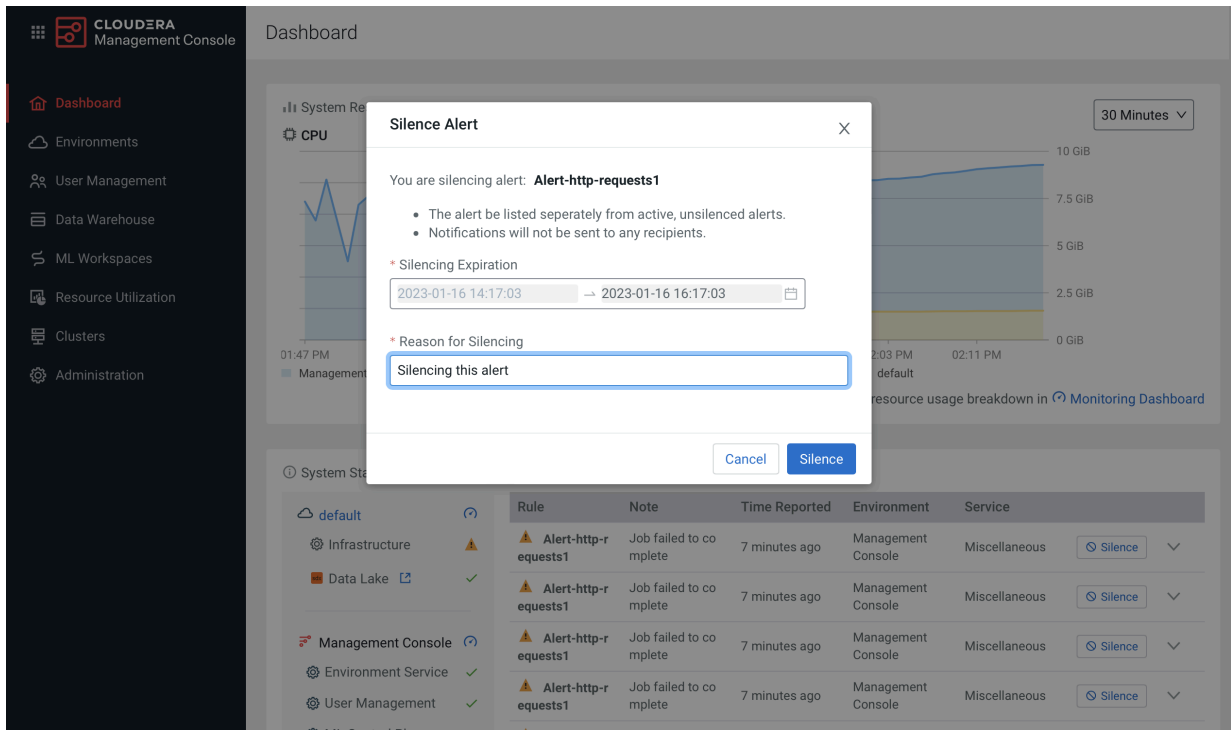 CLOUDERA
Management Console
Dashboard
Dashboard
Environments
User Management
Data Warehouse
ML Workspaces
Resource Utilization
Clusters
Administration
System Re
30 Minutes
CPU
10 GiB
7.5 GiB
5 GiB
2.5 GiB
0 GiB
01:47 PM
2:03 PM
02:11 PM
Management
default
resource usage breakdown in Monitoring Dashboard
Silence Alert
You are silencing alert: Alert-http-requests1
The alert be listed seperately from active, unsilenced alerts.
Notifications will not be sent to any recipients.
* Silencing Expiration
2023-01-16 14:17:03 → 2023-01-16 16:17:03
* Reason for Silencing
Silencing this alert
Cancel
Silence
System Sta
default
Infrastructure
Data Lake
Management Console
Environment Service
User Management
Rule Note Time Reported Environment Service
Alert-http-r Job failed to co 7 minutes ago Management Miscellaneous Silence
equests1 mplete Console
Alert-http-r Job failed to co 7 minutes ago Management Miscellaneous Silence
equests1 mplete Console
Alert-http-r Job failed to co 7 minutes ago Management Miscellaneous Silence
equests1 mplete Console
Alert-http-r Job failed to co 7 minutes ago Management Miscellaneous Silence
equests1 mplete Console